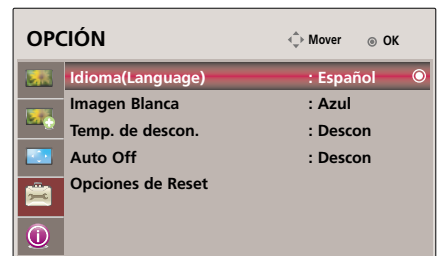 OPCIÓN Mover OK
Idioma(Language) : Español
Imagen Blanca : Azul
Temp. de descon. : Descon
Auto Off : Descon
Opciones de Reset